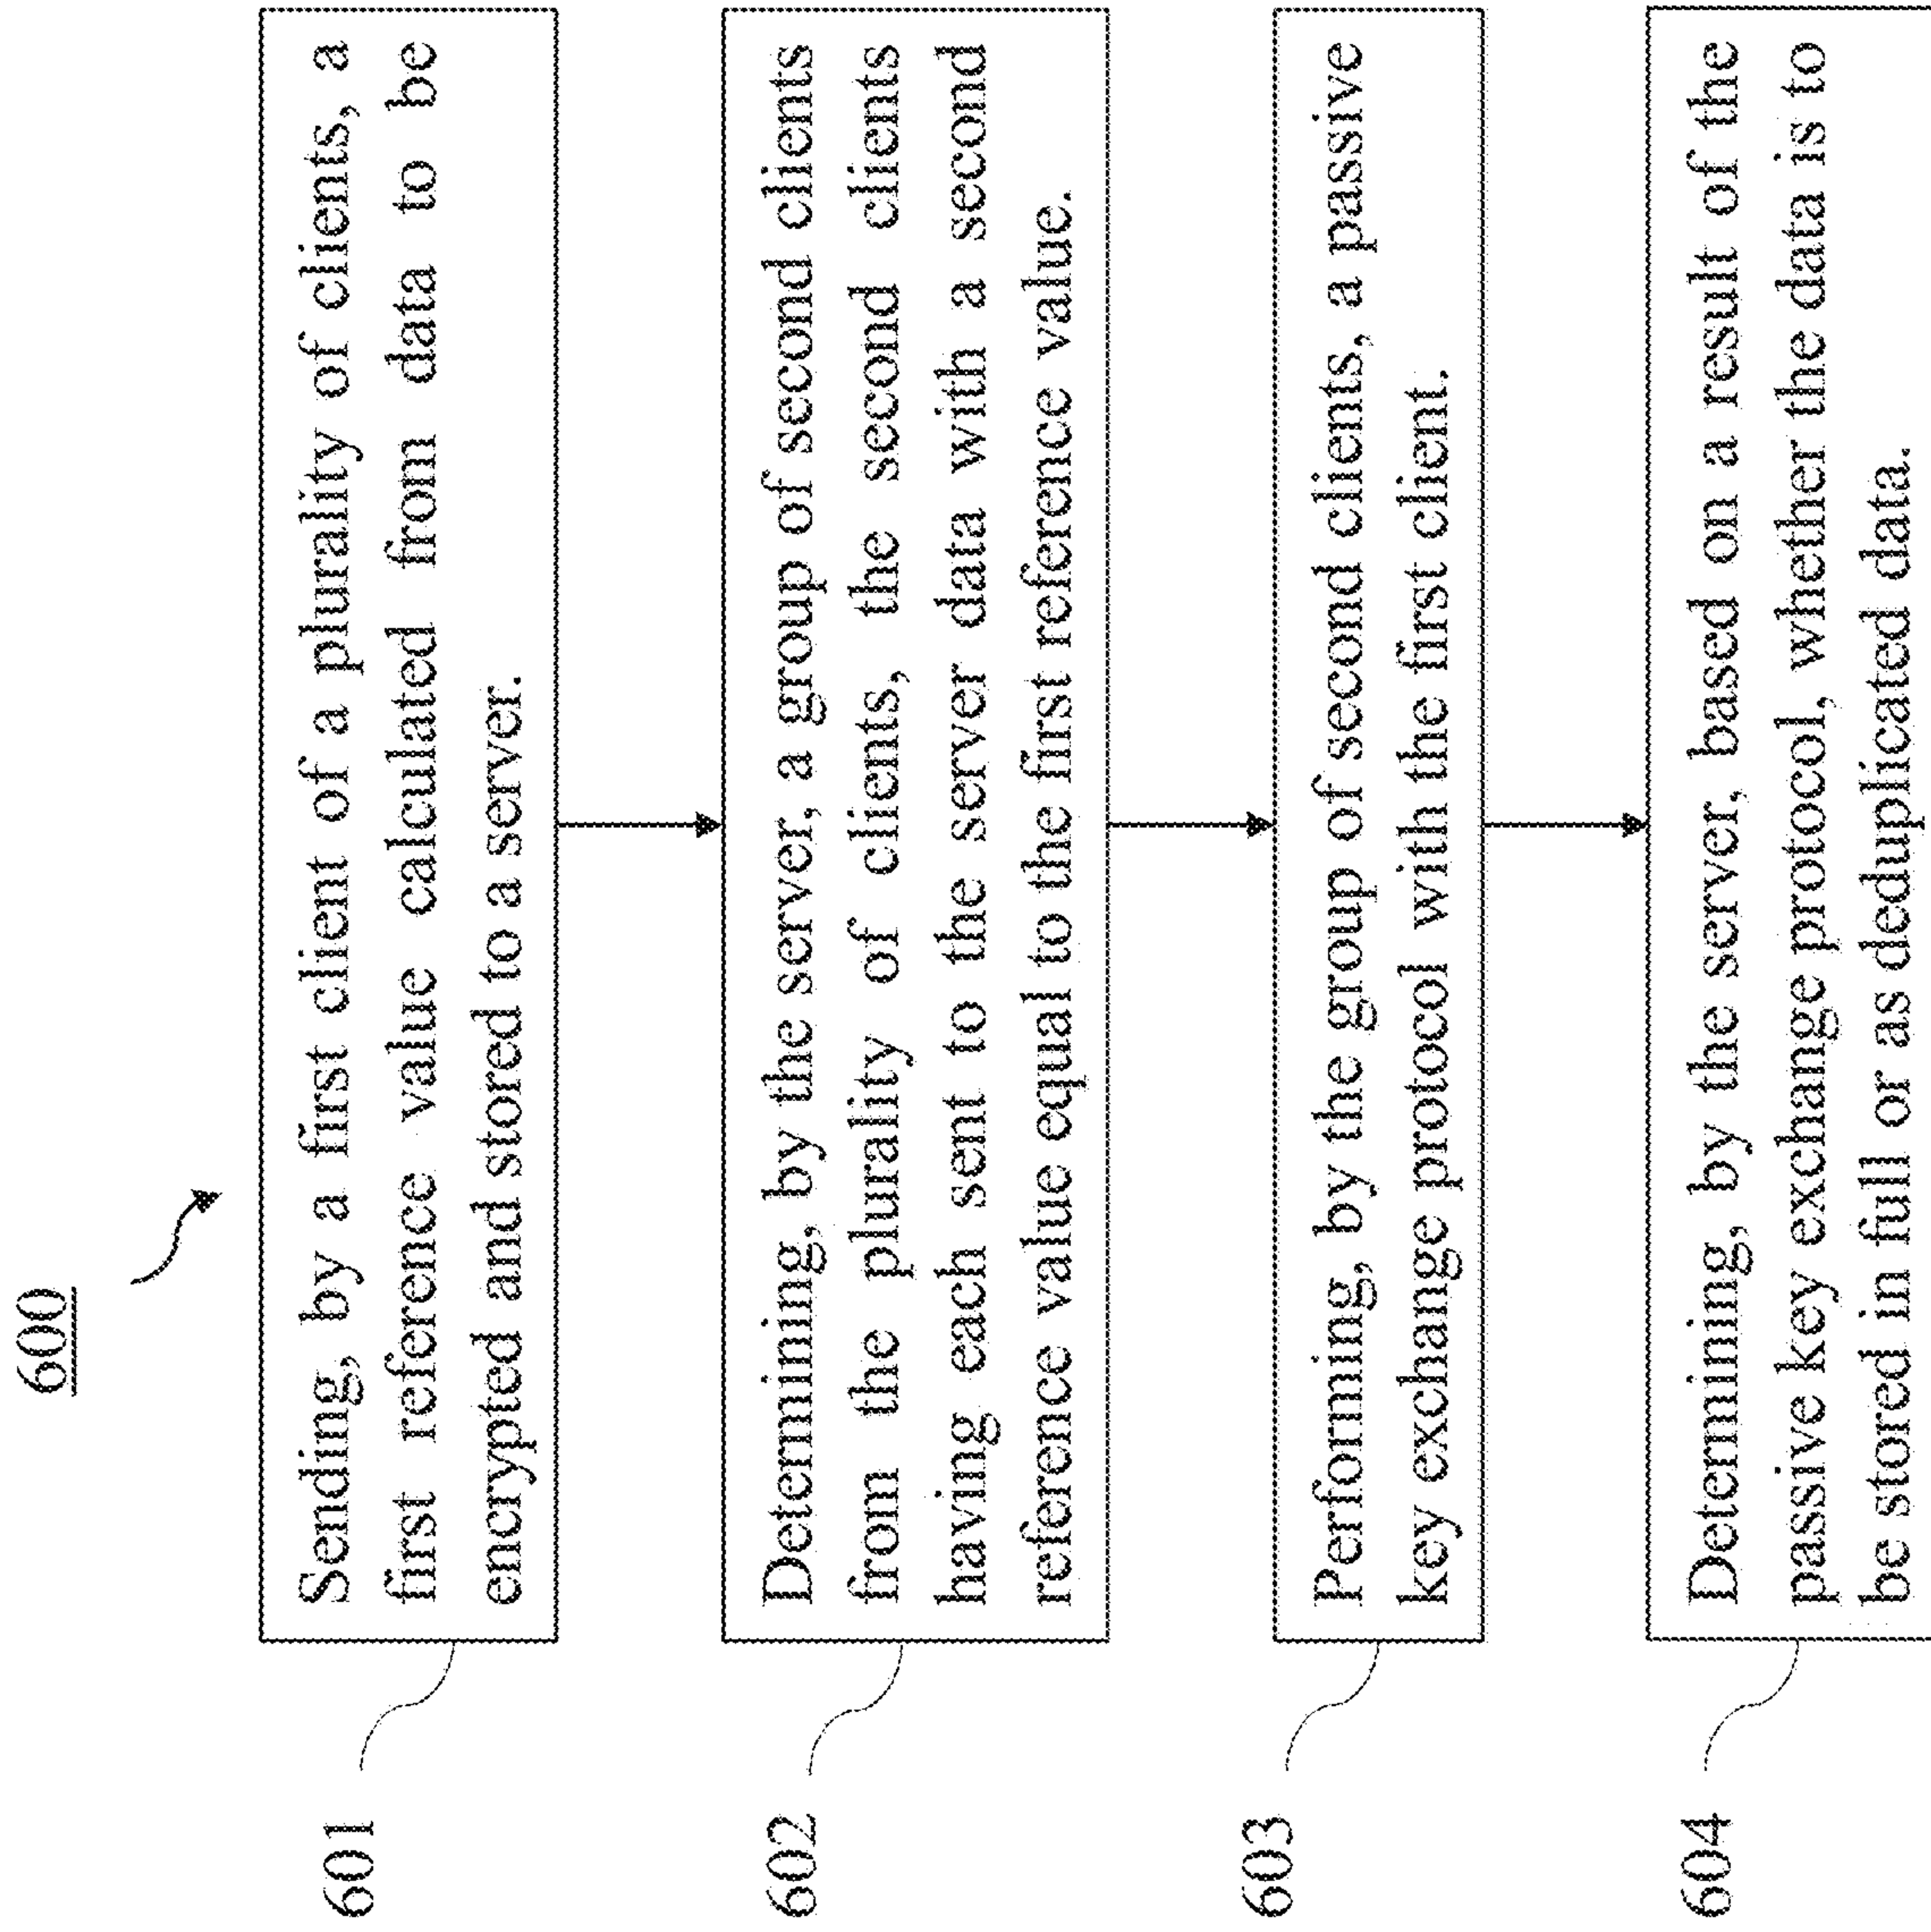 600
601
Sending, by a first client of a plurality of clients, a
first reference value calculated from data to be
encrypted and stored to a server.
602
Determining, by the server, a group of second clients
from the plurality of clients, the second clients
having each sent to the server data with a second
reference value equal to the first reference value.
603
Performing, by the group of second clients, a passive
key exchange protocol with the first client.
604
Determining, by the server, based on a result of the
passive key exchange protocol, whether the data is to
be stored in full or as deduplicated data.